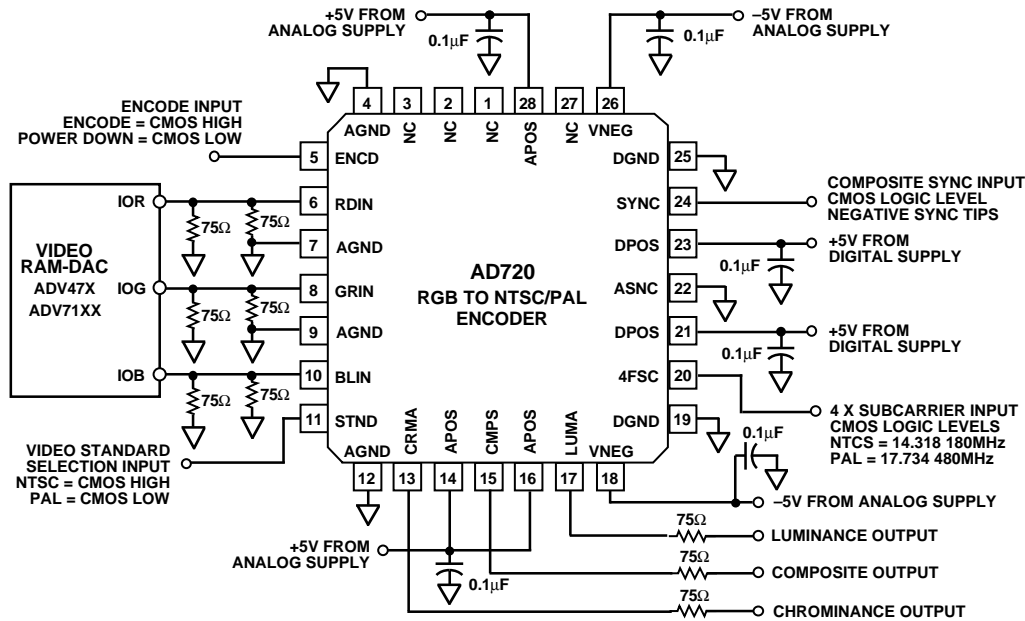 +5V FROM
ANALOG SUPPLY
0.1μF
–5V FROM
ANALOG SUPPLY
0.1μF
4
3
2
1
28
27
26
AGND
NC
NC
NC
APOS
NC
VNEG
ENCODE INPUT
ENCODE = CMOS HIGH
POWER DOWN = CMOS LOW
5
ENCD
DGND
25
IOR
6
RDIN
75Ω
75Ω
7
AGND
VIDEO
RAM-DAC
ADV47X
ADV71XX
IOG
8
GRIN
75Ω
75Ω
9
AGND
IOB
10
BLIN
75Ω
75Ω
11
STND
AD720
RGB TO NTSC/PAL
ENCODER
SYNC
24
COMPOSITE SYNC INPUT
CMOS LOGIC LEVEL
NEGATIVE SYNC TIPS
DPOS
23
+5V FROM
DIGITAL SUPPLY
0.1μF
ASNC
22
DPOS
21
+5V FROM
DIGITAL SUPPLY
0.1μF
4FSC
20
4 X SUBCARRIER INPUT
CMOS LOGIC LEVELS
NTCS = 14.318 180MHz
PAL = 17.734 480MHz
DGND
19
VIDEO STANDARD
SELECTION INPUT
NTSC = CMOS HIGH
PAL = CMOS LOW
AGND
CRMA
APOS
CMPS
APOS
LUMA
VNEG
12
13
14
15
16
17
18
0.1μF
–5V FROM ANALOG SUPPLY
+5V FROM
ANALOG SUPPLY
0.1μF
75Ω
LUMINANCE OUTPUT
75Ω
COMPOSITE OUTPUT
75Ω
CHROMINANCE OUTPUT